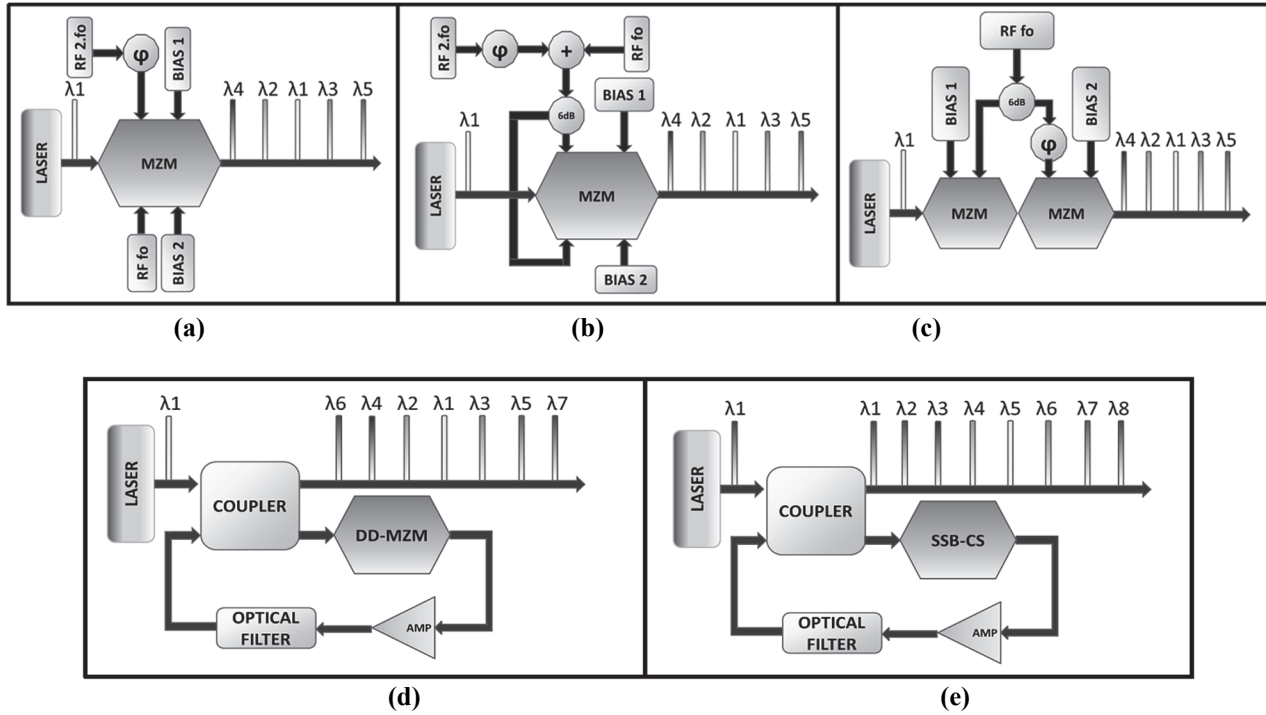 RF 2.fo
φ
BIAS 1
λ1
λ4 λ2 λ1 λ3 λ5
LASER
MZM
RF fo
BIAS 2
(a)
RF 2.fo
φ
+
RF fo
6dB
BIAS 1
λ1
λ4 λ2 λ1 λ3 λ5
LASER
MZM
BIAS 2
(b)
RF fo
BIAS 1
6dB
BIAS 2
φ
λ1
λ4 λ2 λ1 λ3 λ5
LASER
MZM
MZM
(c)
λ1
λ6 λ4 λ2 λ1 λ3 λ5 λ7
LASER
COUPLER
DD-MZM
OPTICAL
FILTER
AMP
(d)
λ1
λ1 λ2 λ3 λ4 λ5 λ6 λ7 λ8
LASER
COUPLER
SSB-CS
OPTICAL
FILTER
AMP
(e)